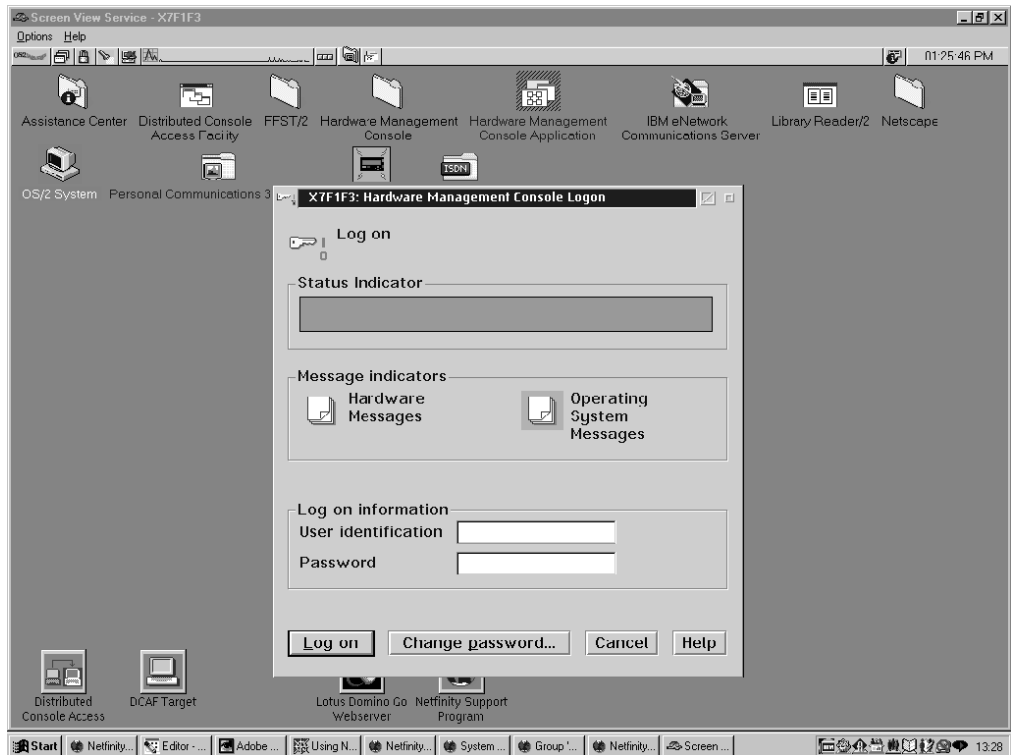 Screen View Service - X7F1F3
Options Help
OS2
01:25:46 PM
Assistance Center
Distributed Console
Access Facility
FFST/2
Hardware Management
Console
Hardware Management
Console Application
IBM eNetwork
Communications Server
Library Reader/2
Netscape
OS/2 System
Personal Communications 3
ISDN
X7F1F3: Hardware Management Console Logon
Log on
Status Indicator
Message indicators
Hardware
Messages
Operating
System
Messages
Log on information
User identification
Password
Log on
Change password...
Cancel
Help
Distributed
Console Access
DCAF Target
Lotus Domino Go
Webserver
Netfinity Support
Program
Start
Netfinity...
Editor - ...
Adobe ...
Using N...
Netfinity...
System ...
Group '...
Netfinity...
Screen ...
13:28